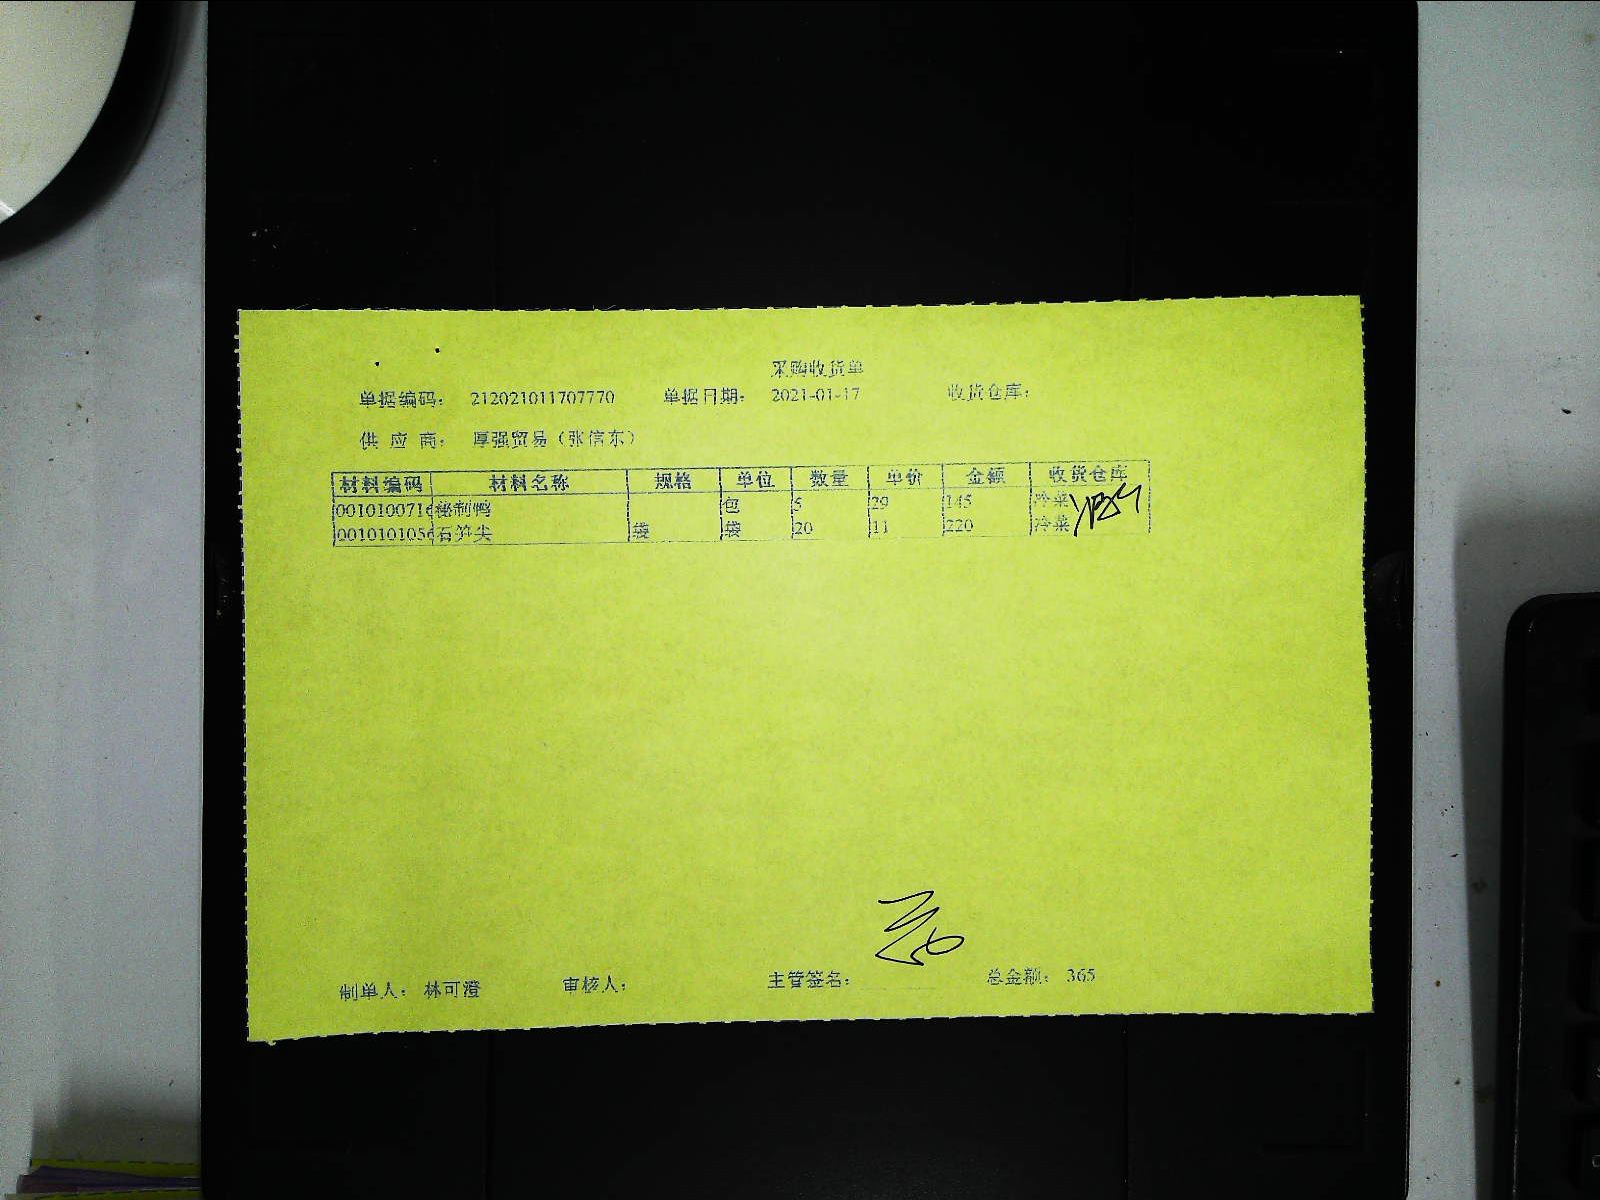 采购收货单
单据编码： 212021011707770 单据日期： 2021-01-17 收货仓库：
供 应 商： 厚强贸易（张信东）
材料编码 材料名称 规格 单位 数量 单价 金额 收货仓库
0010100716 秘制鸭 包 5 29 145 冷菜
0010101056 石笋尖 袋 袋 20 11 220 冷菜
制单人： 林可澄 审核人： 主管签名： 总金额： 365